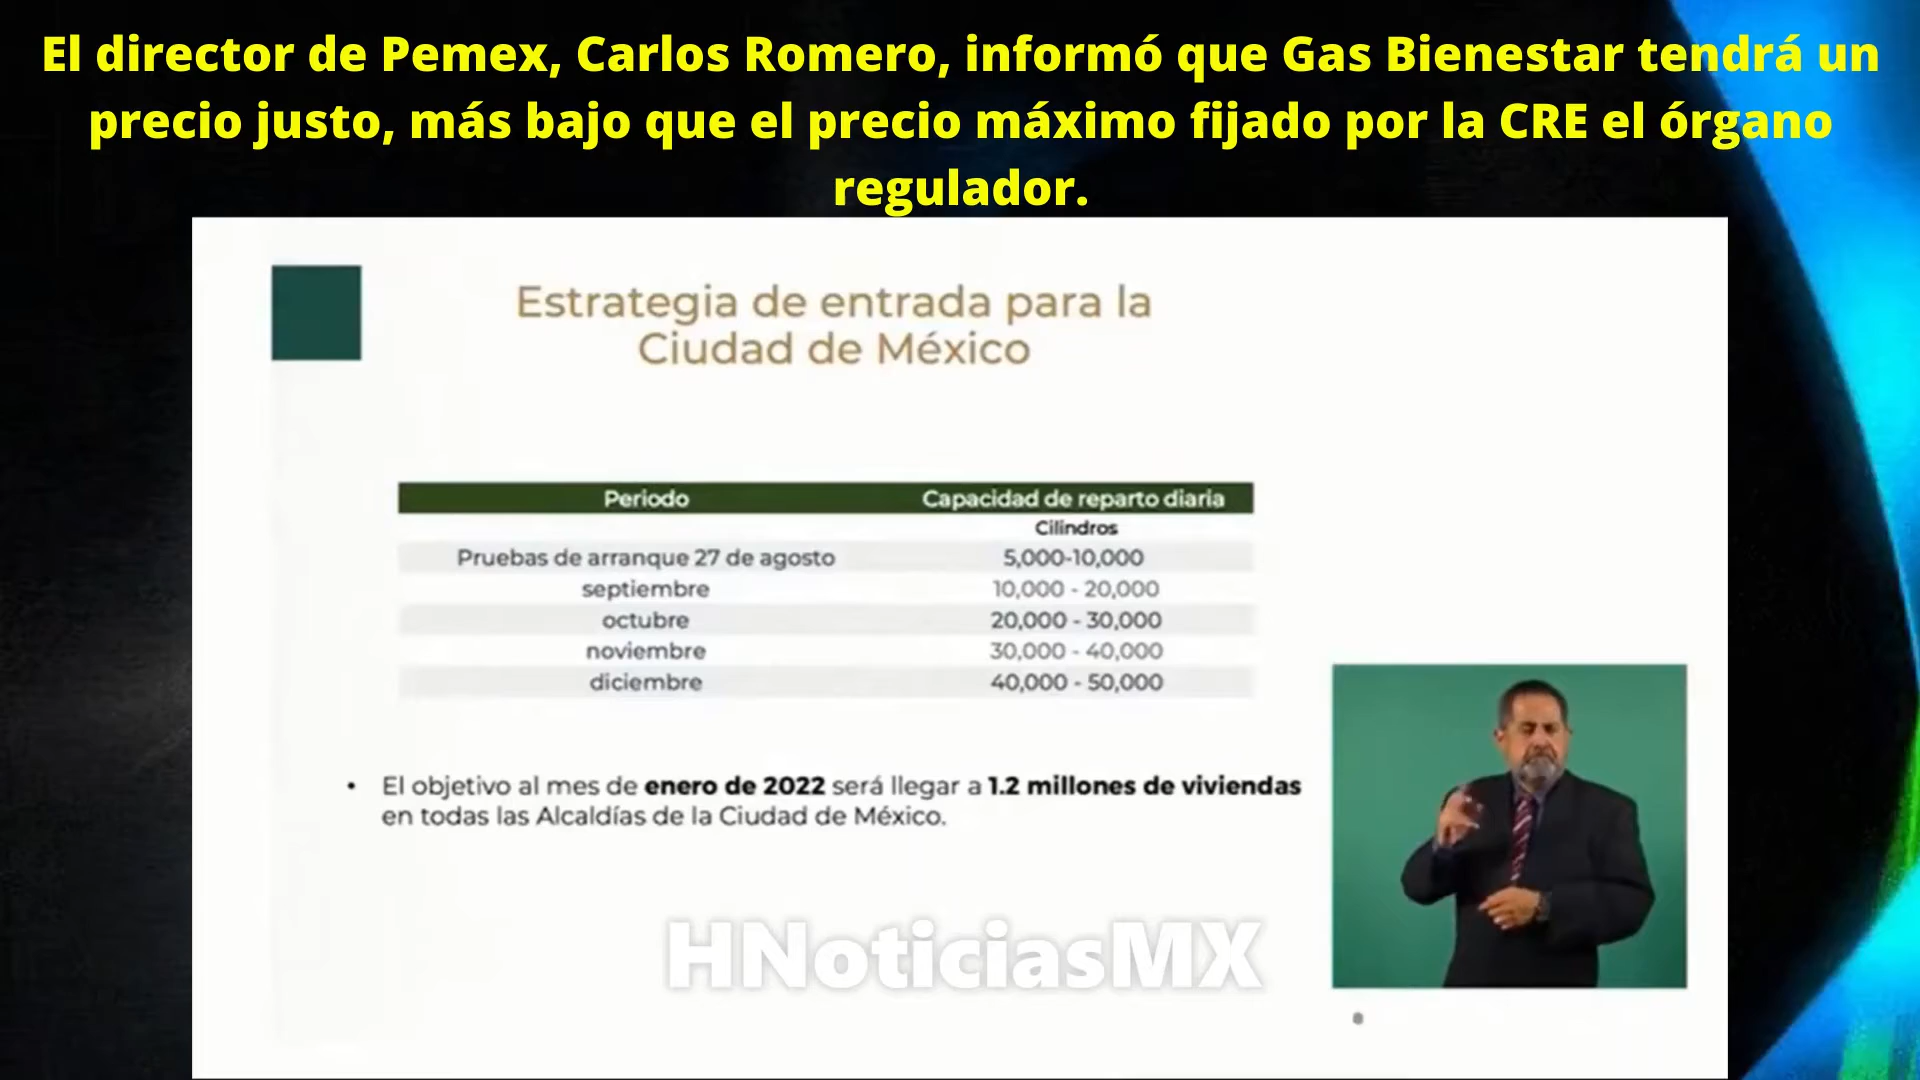 El director de Pemex, Carlos Romero, informó que Gas Bienestar tendrá un
precio justo, más bajo que el precio máximo fijado por la CRE el órgano
regulador.
Estrategia de entrada para la
Ciudad de México
Periodo Capacidad de reparto diaria
Cilindros
Pruebas de arranque 27 de agosto 5,000-10,000
septiembre 10,000 - 20,000
octubre 20,000 - 30,000
noviembre 30,000 - 40,000
diciembre 40,000 - 50,000
• El objetivo al mes de enero de 2022 será llegar a 1.2 millones de viviendas
en todas las Alcaldías de la Ciudad de México.
HNoticiasMX